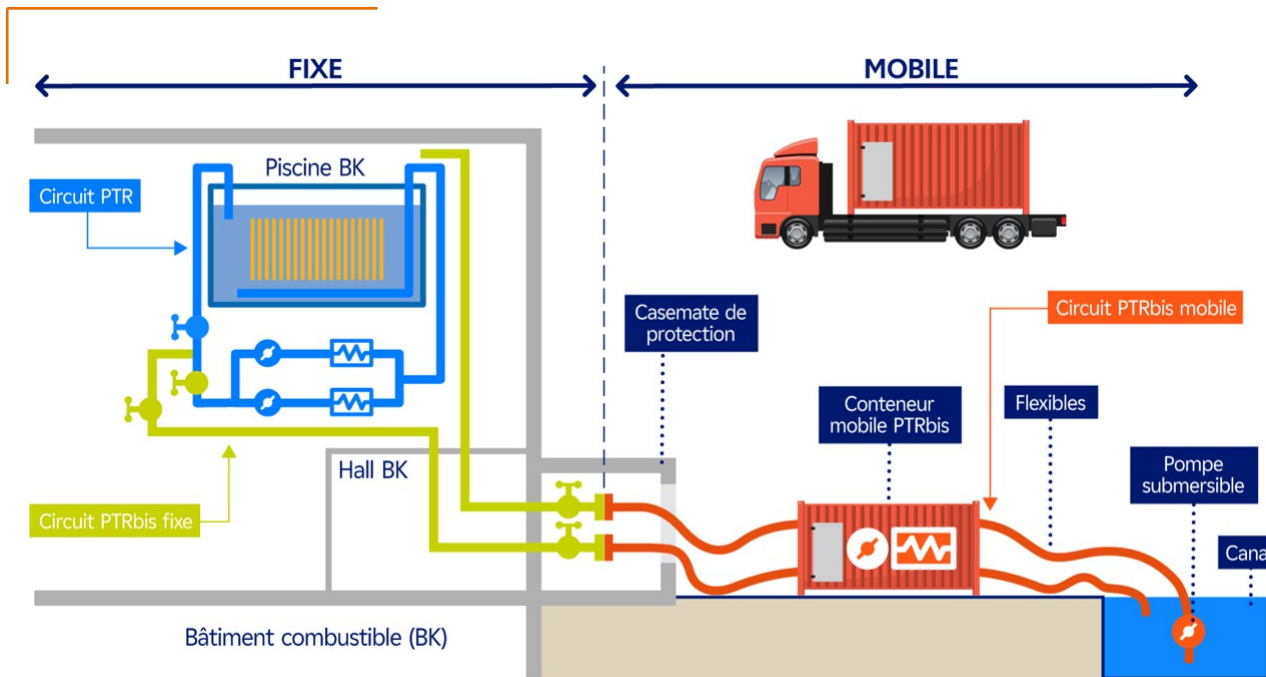 FIXE
MOBILE
Piscine BK
Circuit PTR
Casemate de
protection
Circuit PTRbis mobile
Conteneur
mobile PTRbis
Flexibles
Hall BK
Pompe
submersible
Circuit PTRbis fixe
Cana
Bâtiment combustible (BK)